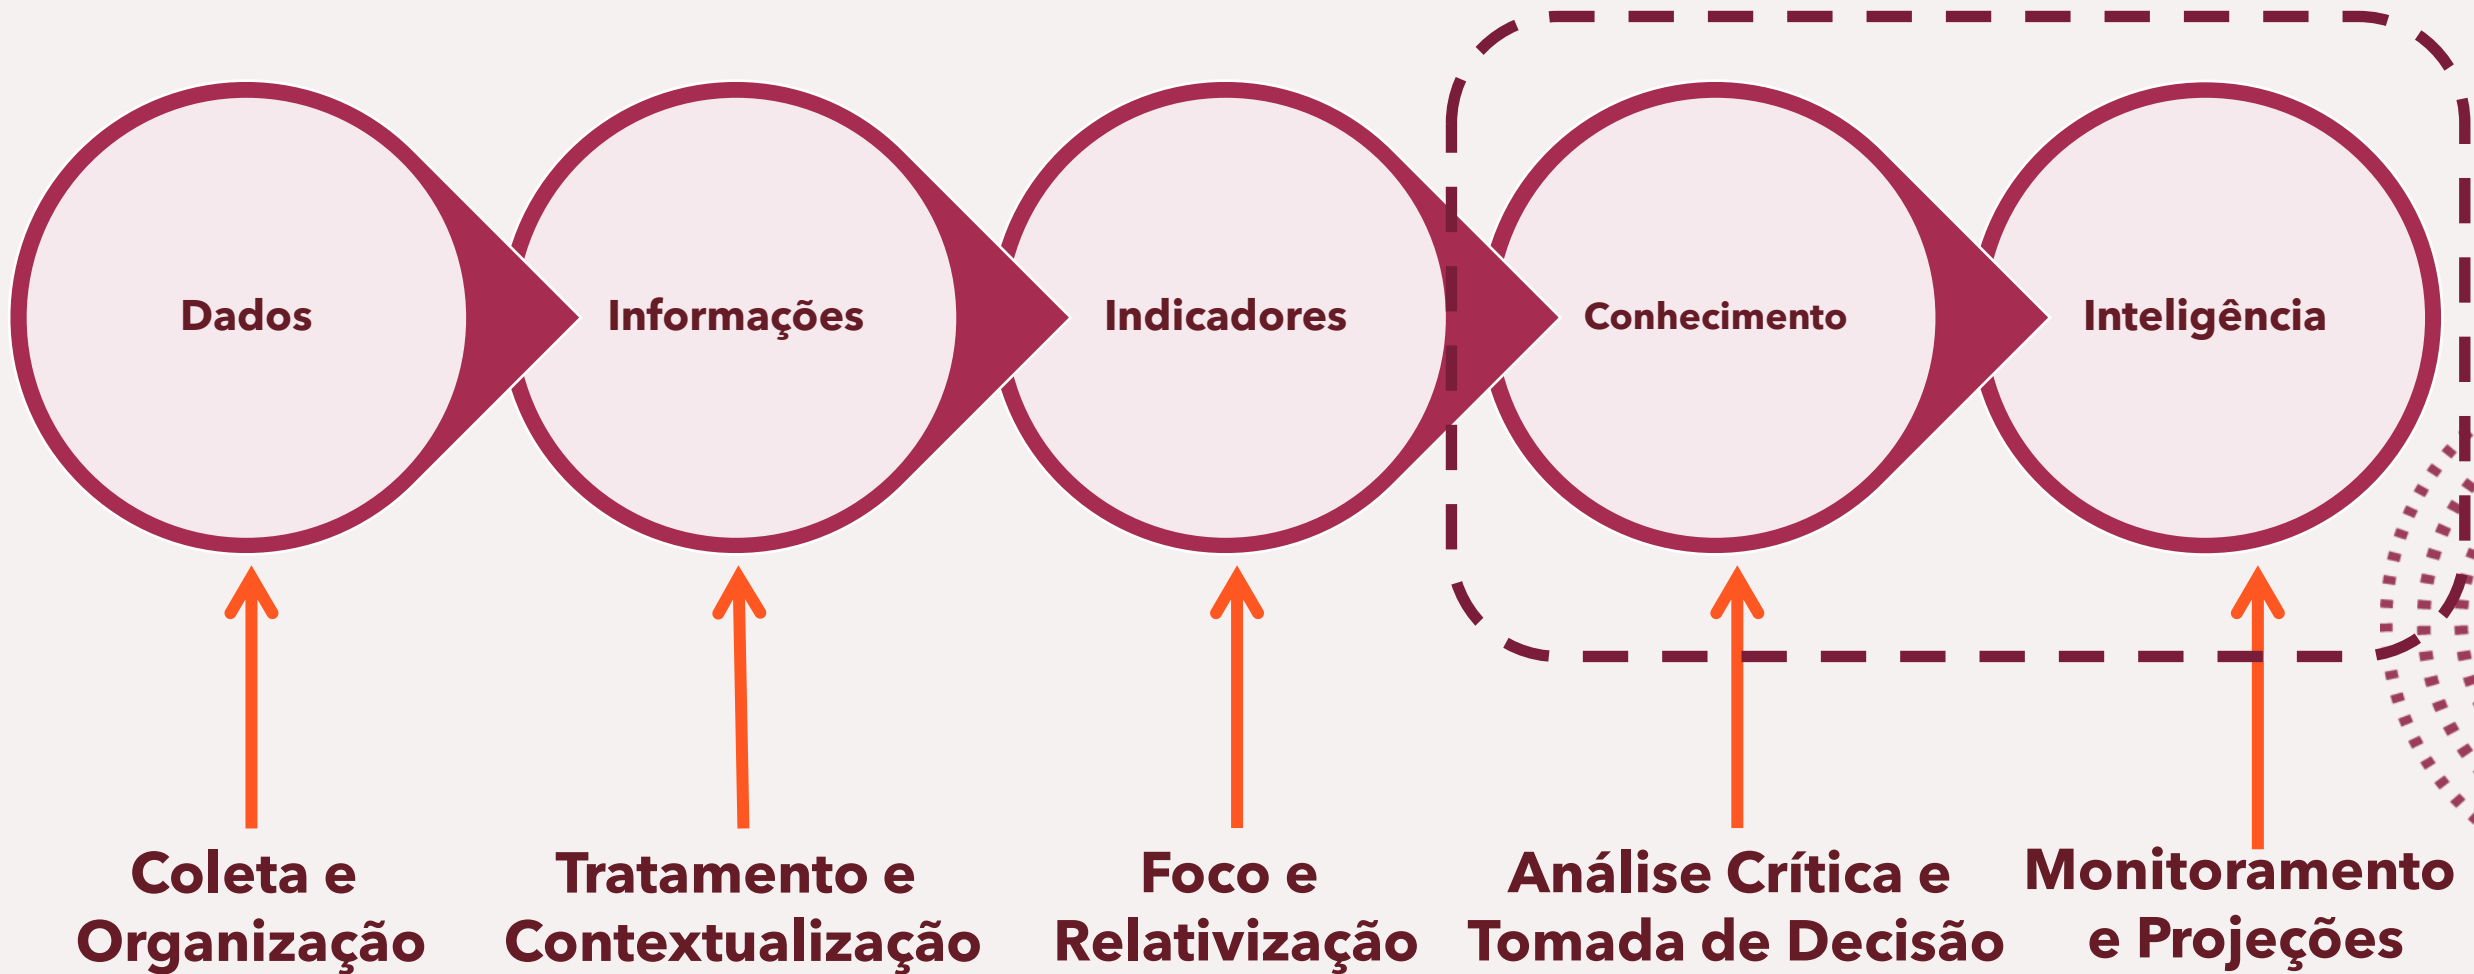 Dados
Informações
Indicadores
Conhecimento
Inteligência
Coleta e
Organização
Tratamento e
Contextualização
Foco e
Relativização
Análise Crítica e
Tomada de Decisão
Monitoramento
e Projeções